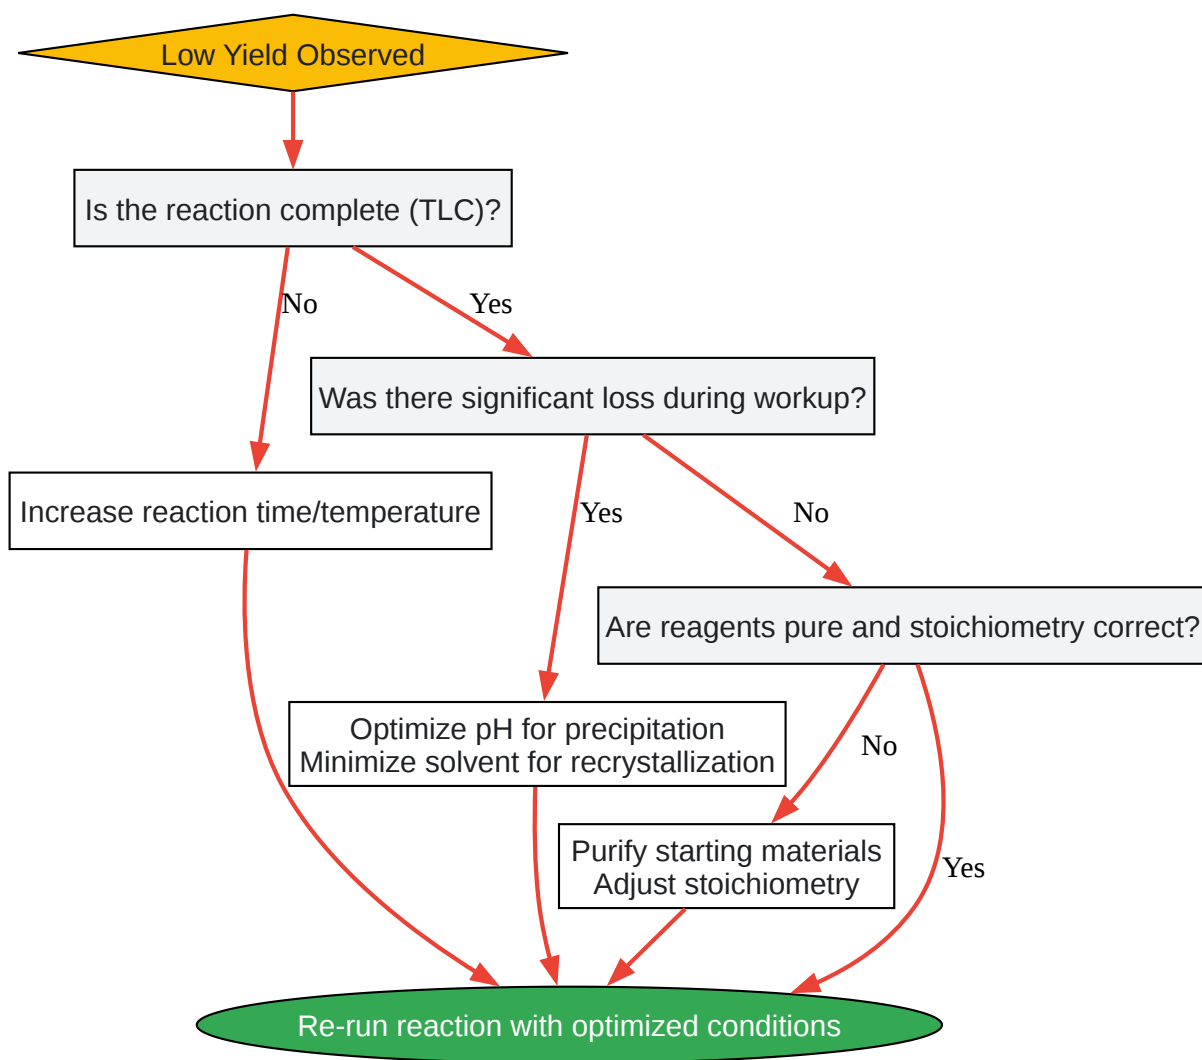 Low Yield Observed
Is the reaction complete (TLC)?
No
Yes
Was there significant loss during workup?
Increase reaction time/temperature
Yes
No
Are reagents pure and stoichiometry correct?
Optimize pH for precipitation
Minimize solvent for recrystallization
No
Purify starting materials
Adjust stoichiometry
Yes
Re-run reaction with optimized conditions